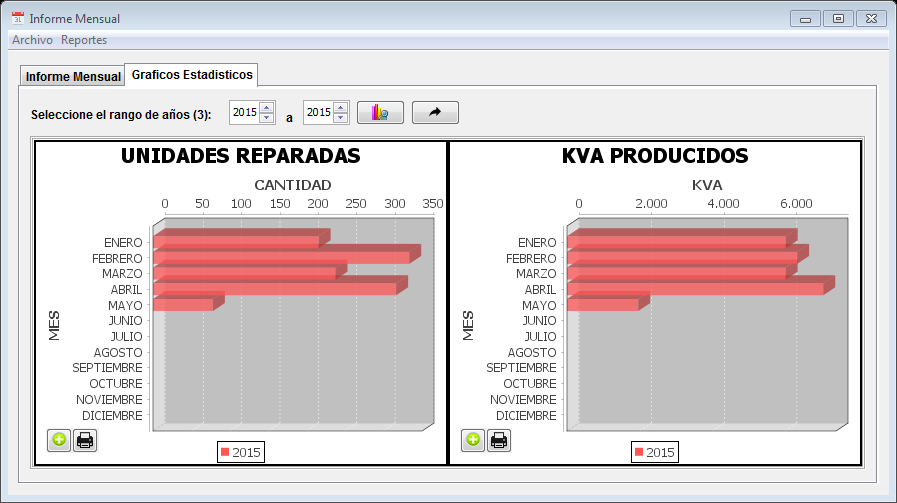 Informe Mensual
Archivo Reportes
Informe Mensual Graficos Estadisticos
Seleccione el rango de años (3): 2015 a 2015
UNIDADES REPARADAS
CANTIDAD
0 50 100 150 200 250 300 350
MES
ENERO
FEBRERO
MARZO
ABRIL
MAYO
JUNIO
JULIO
AGOSTO
SEPTIEMBRE
OCTUBRE
NOVIEMBRE
DICIEMBRE
2015
KVA PRODUCIDOS
KVA
0 2.000 4.000 6.000
MES
ENERO
FEBRERO
MARZO
ABRIL
MAYO
JUNIO
JULIO
AGOSTO
SEPTIEMBRE
OCTUBRE
NOVIEMBRE
DICIEMBRE
2015